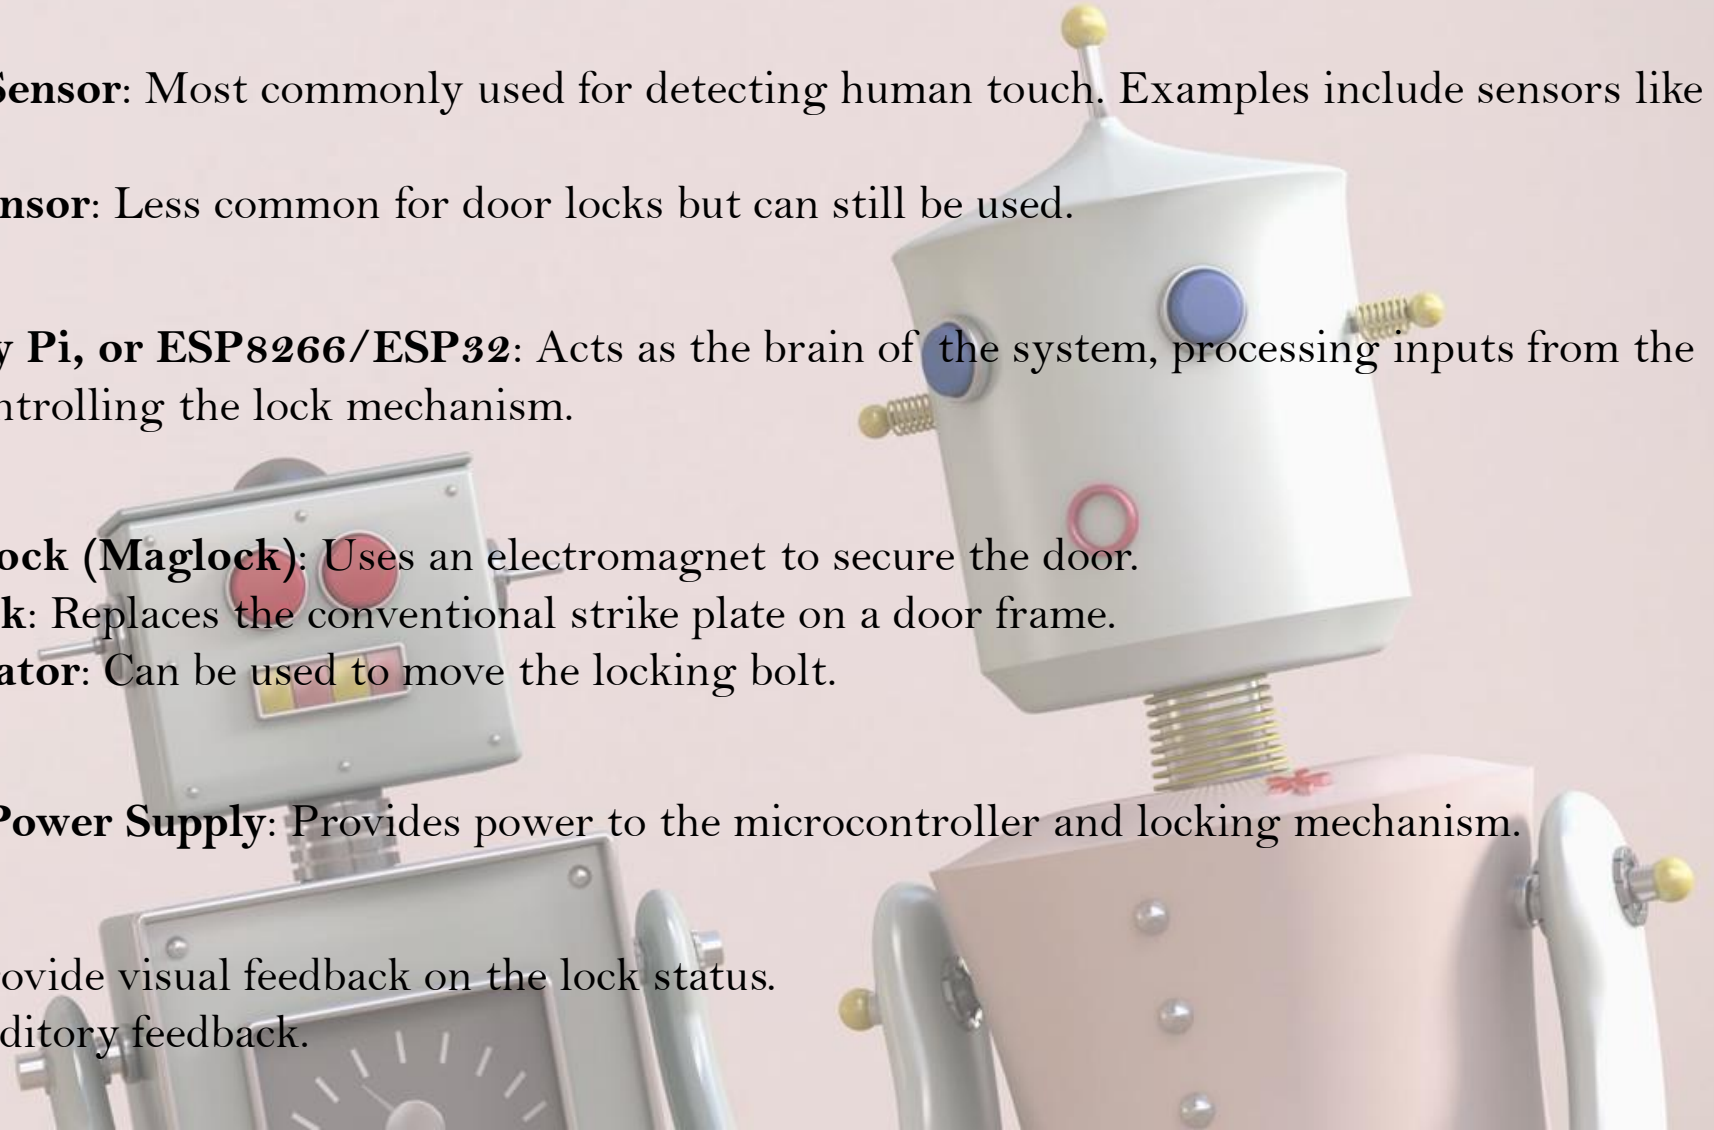 Sensor: Most commonly used for detecting human touch. Examples include sensors like
nsor: Less common for door locks but can still be used.
y Pi, or ESP8266/ESP32: Acts as the brain of the system, processing inputs from the
ntrolling the lock mechanism.
ock (Maglock): Uses an electromagnet to secure the door.
k: Replaces the conventional strike plate on a door frame.
ator: Can be used to move the locking bolt.
Power Supply: Provides power to the microcontroller and locking mechanism.
ovide visual feedback on the lock status.
ditory feedback.